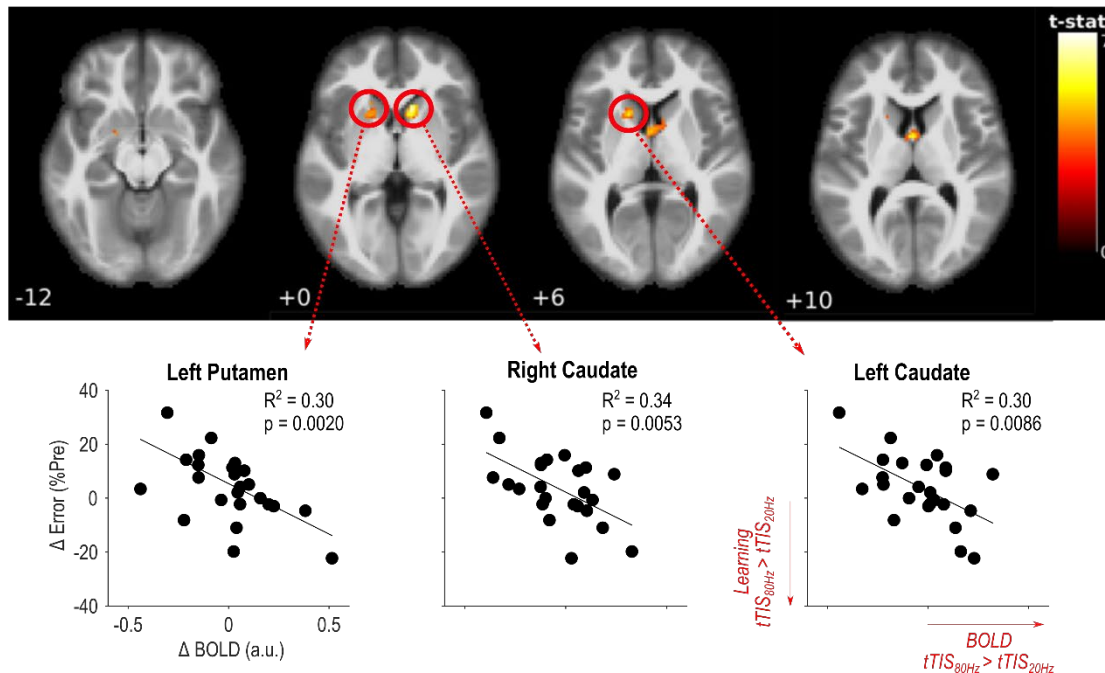 t-stat
7
0
-12
+0
+6
+10
Left Putamen
R² = 0.30
p = 0.0020
Right Caudate
R² = 0.34
p = 0.0053
Left Caudate
R² = 0.30
p = 0.0086
40
20
0
-20
-40
Δ Error (%Pre)
-0.5
0
0.5
Δ BOLD (a.u.)
Learning
tTIS80Hz > tTIS20Hz
BOLD
tTIS80Hz > tTIS20Hz